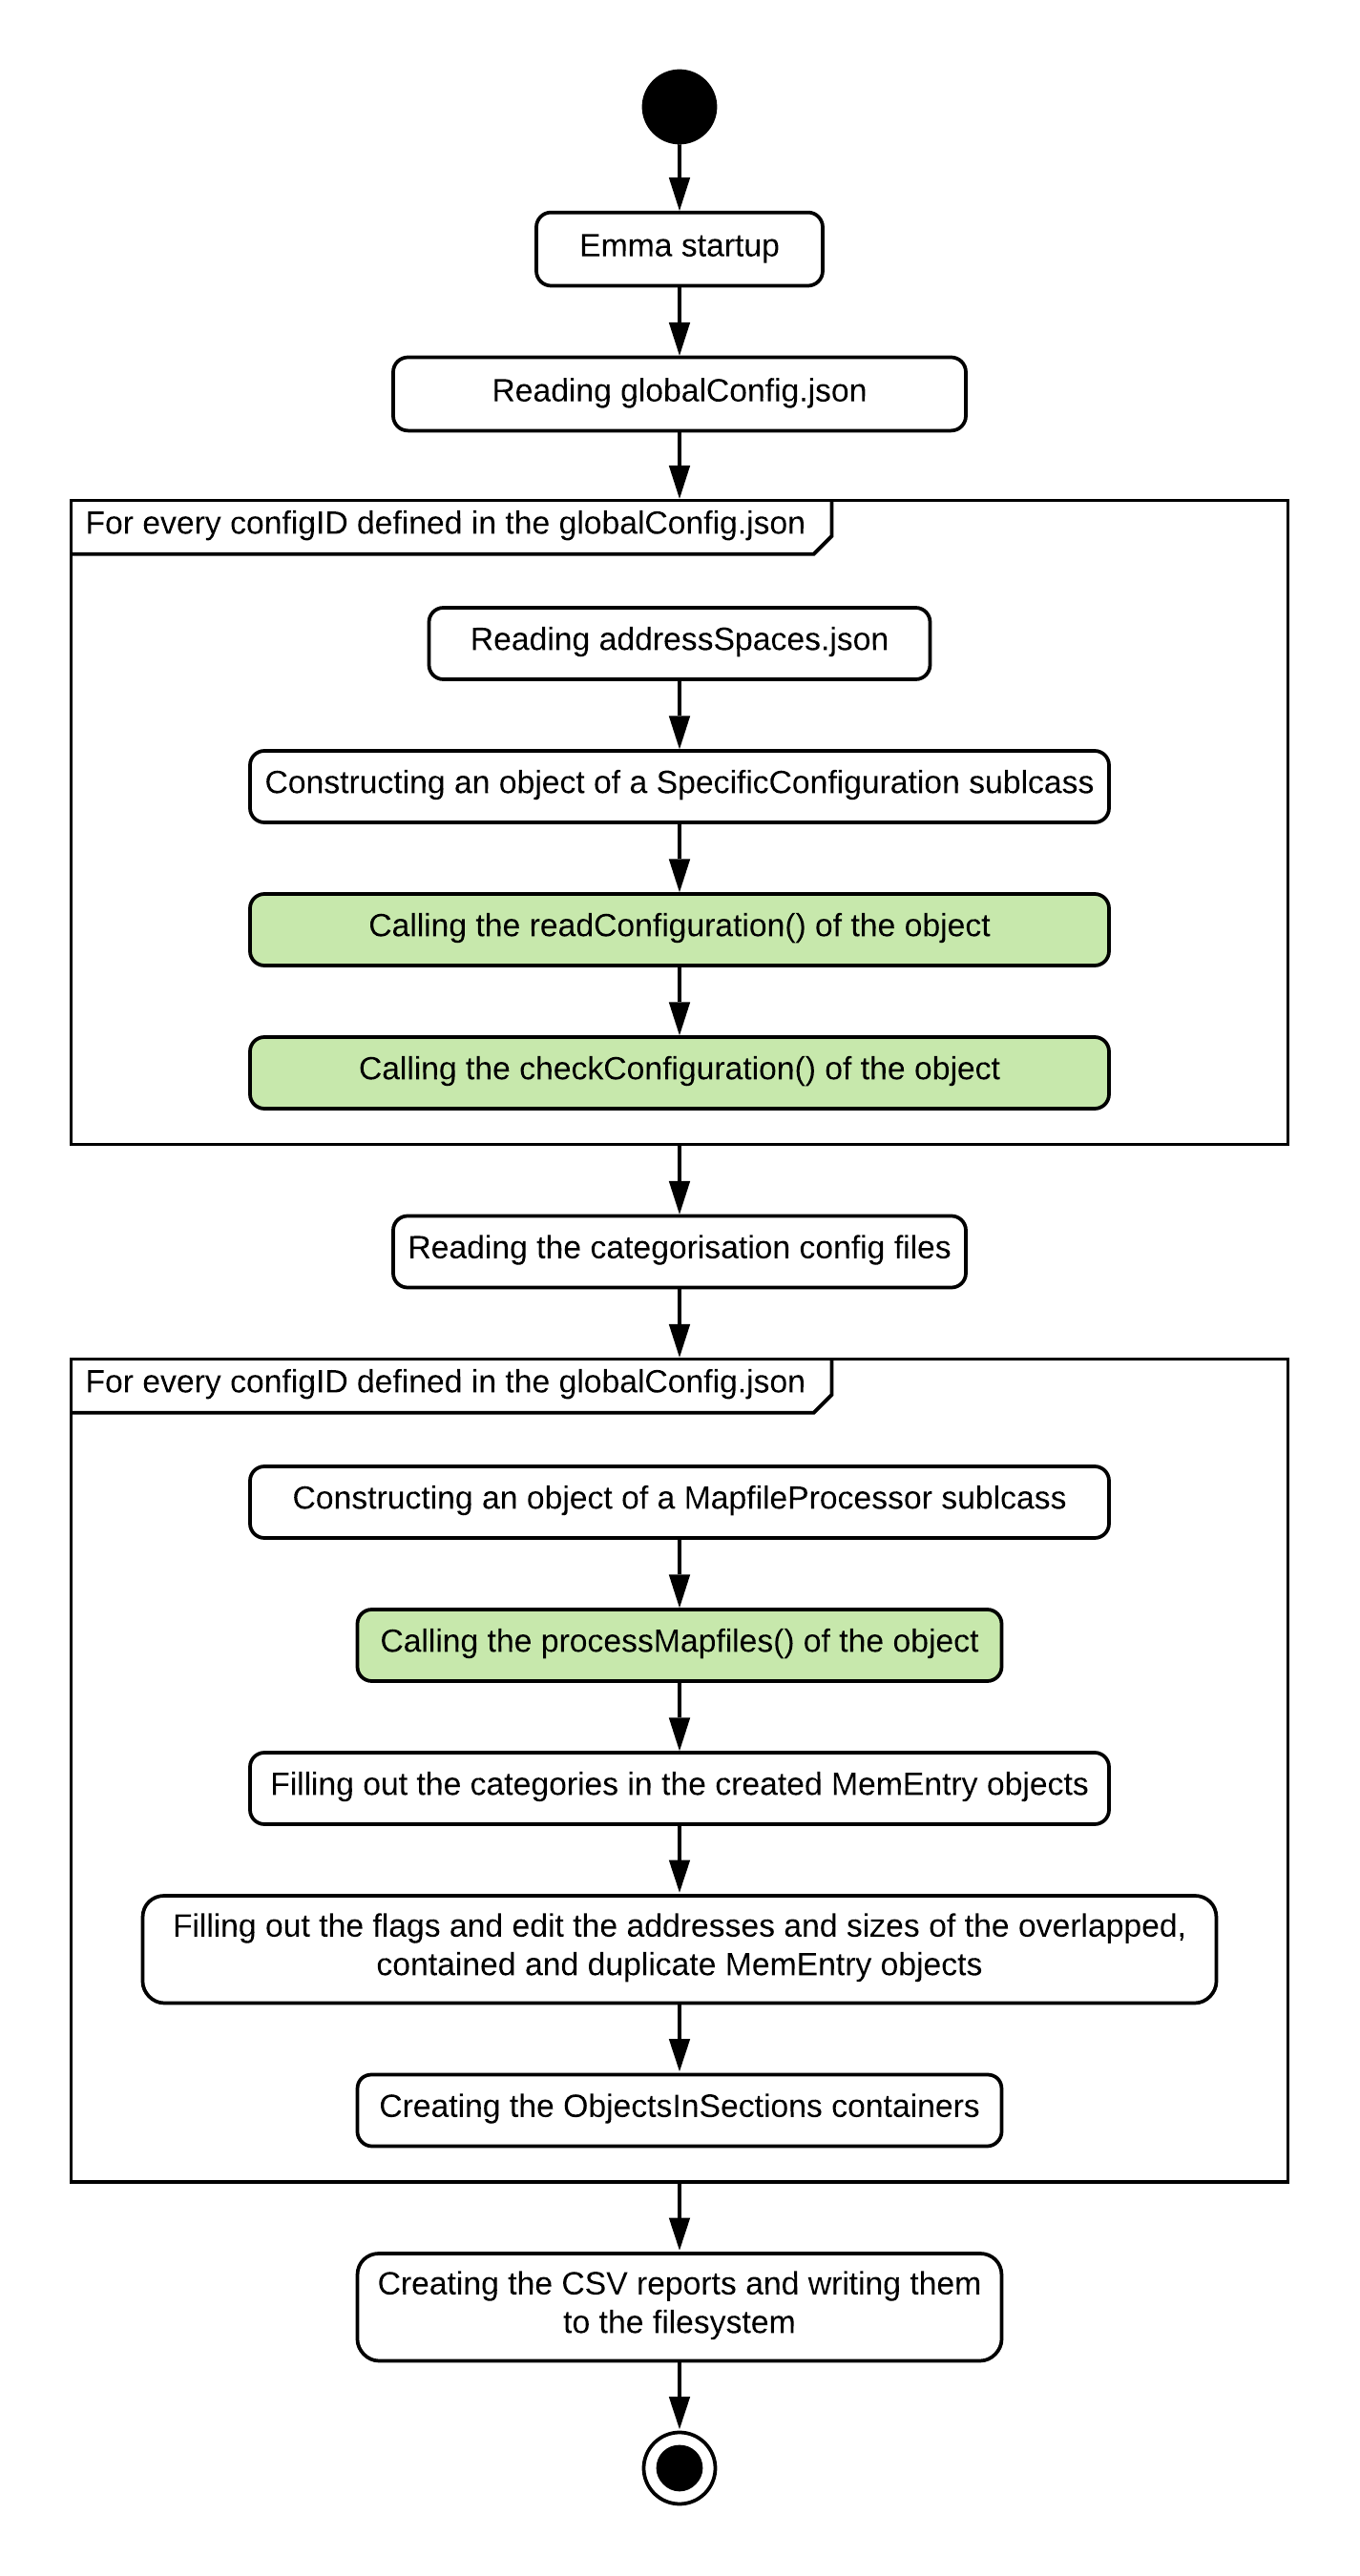 Emma startup
Reading globalConfig.json
For every configID defined in the globalConfig.json
Reading addressSpaces.json
Constructing an object of a SpecificConfiguration sublcass
Calling the readConfiguration() of the object
Calling the checkConfiguration() of the object
Reading the categorisation config files
For every configID defined in the globalConfig.json
Constructing an object of a MapfileProcessor sublcass
Calling the processMapfiles() of the object
Filling out the categories in the created MemEntry objects
Filling out the flags and edit the addresses and sizes of the overlapped,
contained and duplicate MemEntry objects
Creating the ObjectsInSections containers
Creating the CSV reports and writing them
to the filesystem